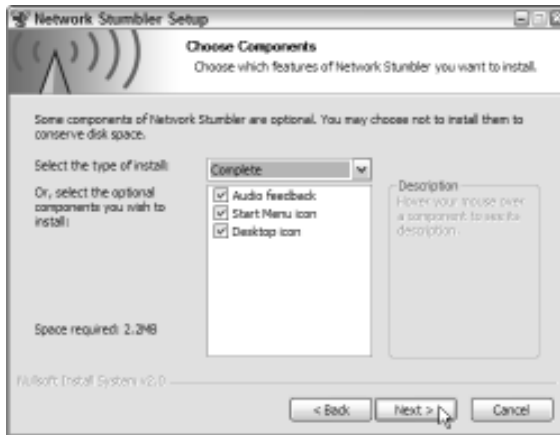 Network Stumbler Setup
Choose Components
Choose which features of Network Stumbler you want to install.
Some components of Network Stumbler are optional. You may choose not to install them to
conserve disk space.
Select the type of install:
Complete
Or, select the optional
components you wish to
install:
Audio feedback
Start Menu icon
Desktop icon
Description
Hover your mouse over
a component to see its
description.
Space required: 2.2MB
Nullsoft Install System v2.0
< Back
Next >
Cancel